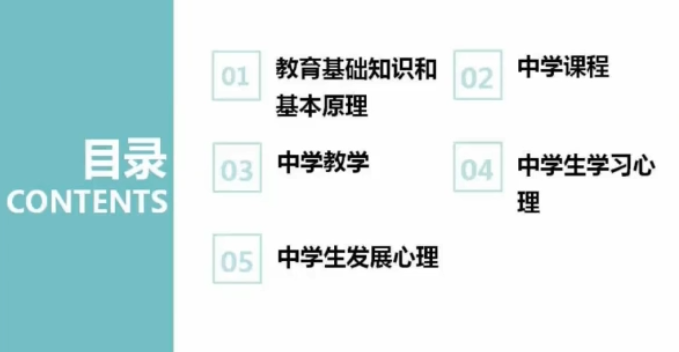 目录
CONTENTS
01
教育基础知识和
基本原理
02
中学课程
03
中学教学
04
中学生学习心
理
05
中学生发展心理